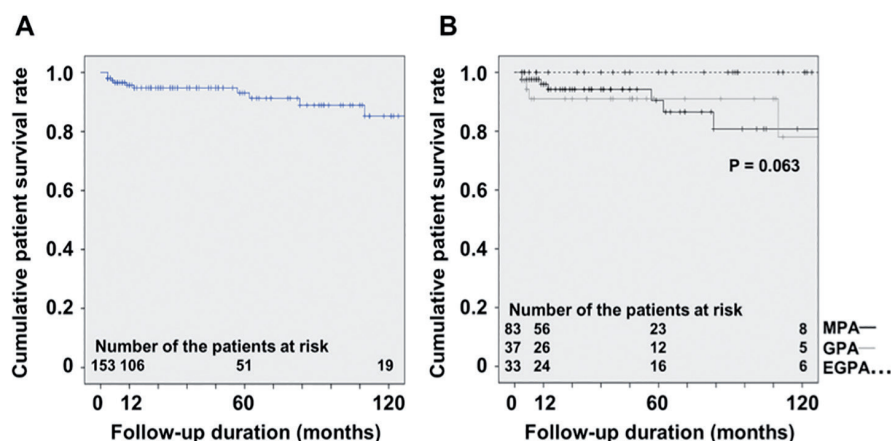 A
Cumulative patient survival rate
1.0
0.8
0.6
0.4
0.2
0
Number of the patients at risk
153 106 51 19
0 12 60 120
Follow-up duration (months)
B
Cumulative patient survival rate
1.0
0.8
0.6
0.4
0.2
0
P = 0.063
Number of the patients at risk
83 56 23 8 MPA
37 26 12 5 GPA
33 24 16 6 EGPA...
0 12 60 120
Follow-up duration (months)